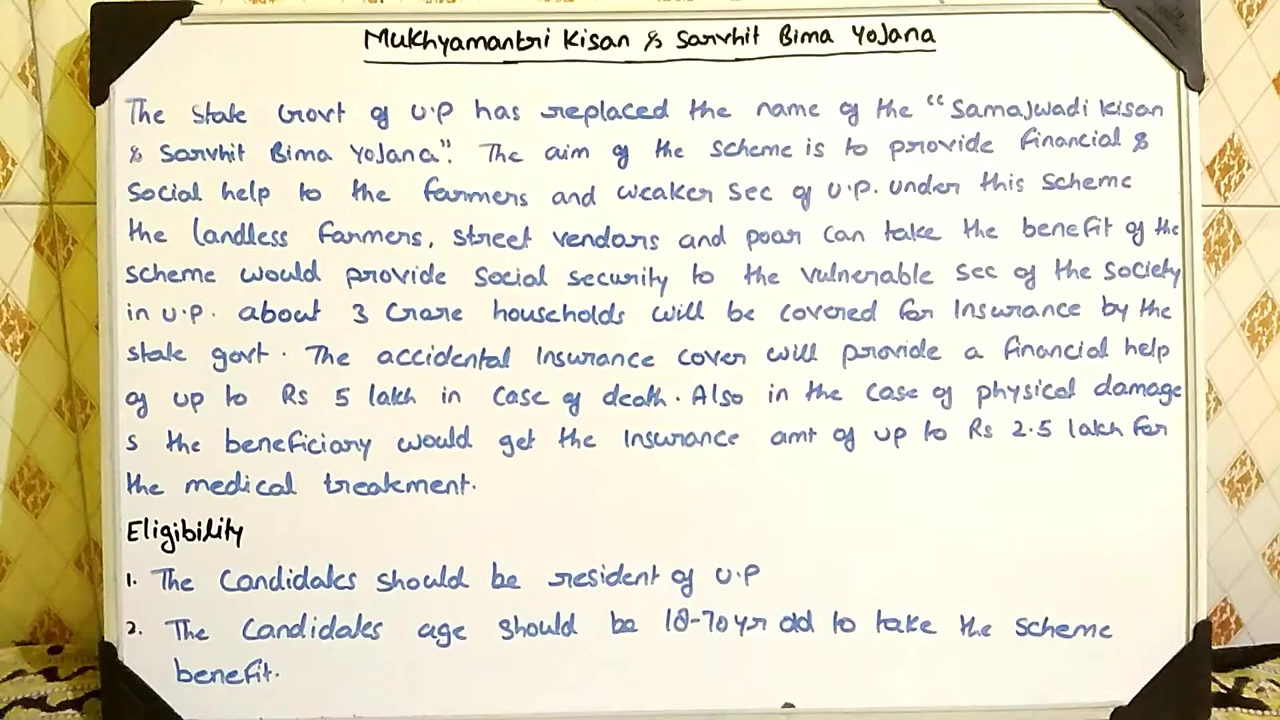 Mukhyamantri Kisan & Sarvhit Bima Yojana
The state Govt of U.P has replaced the name of the "Samajwadi Kisan
& Sarvhit Bima Yojana". The aim of the scheme is to provide financial &
social help to the farmers and weaker sec of U.P. under this scheme
the landless farmers, street vendors and poor can take the benefit of the
scheme would provide social security to the vulnerable sec of the society
in U.P. about 3 crore households will be covered for Insurance by the
state govt. The accidental Insurance cover will provide a financial help
of up to Rs 5 lakh in case of death. Also in the case of physical damage
s the beneficiary would get the Insurance amt of up to Rs 2.5 lakh for
the medical treatment.
Eligibility
1. The candidates should be resident of U.P
2. The candidates age should be 18-70 yr old to take the scheme
benefit.